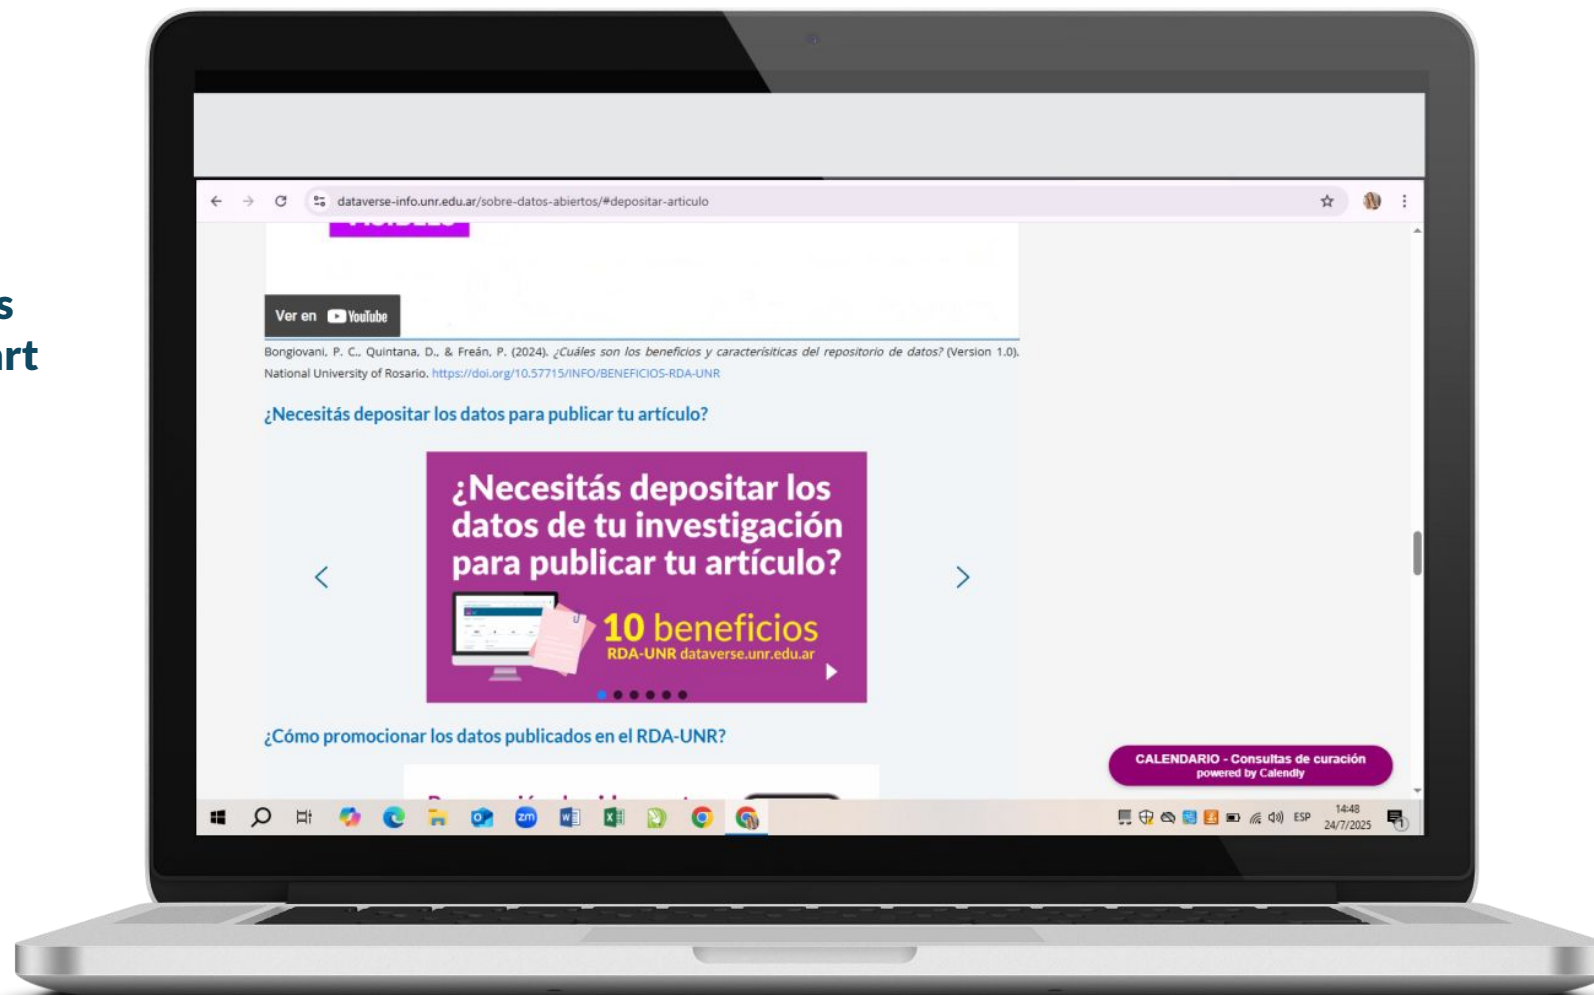 s
art
dataverse-info.unr.edu.ar/sobre-datos-abiertos/#depositar-articulo
Ver en YouTube
Bongiovani, P. C., Quintana, D., & Freán, P. (2024). ¿Cuáles son los beneficios y caracterísiticas del repositorio de datos? (Version 1.0).
National University of Rosario. https://doi.org/10.57715/INFO/BENEFICIOS-RDA-UNR
¿Necesitás depositar los datos para publicar tu artículo?
¿Necesitás depositar los
datos de tu investigación
para publicar tu artículo?
10 beneficios
RDA-UNR dataverse.unr.edu.ar
¿Cómo promocionar los datos publicados en el RDA-UNR?
CALENDARIO - Consultas de curación
powered by Calendly
zm
ESP
14:48
24/7/2025
1